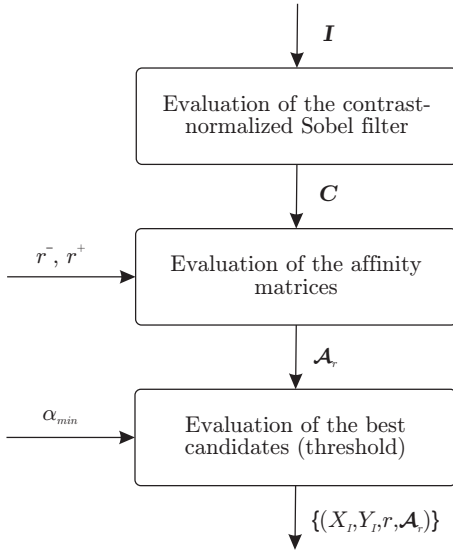 I
Evaluation of the contrast-
normalized Sobel filter
C
r⁻, r⁺
Evaluation of the affinity
matrices
𝓐ᵣ
α_min
Evaluation of the best
candidates (threshold)
{(X_I,Y_I,r,𝓐ᵣ)}